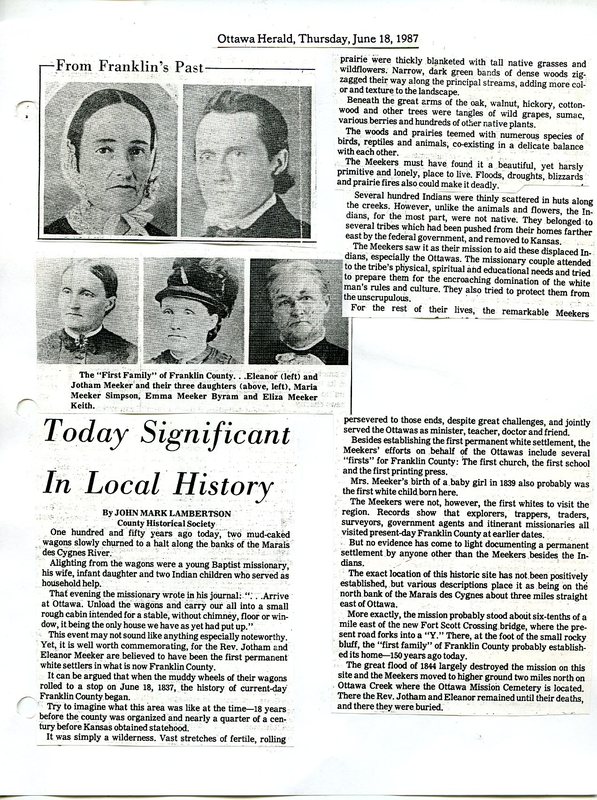 Ottawa Herald, Thursday, June 18, 1987
From Franklin's Past
The "First Family" of Franklin County. . .Eleanor (left) and
Jotham Meeker and their three daughters (above, left), Maria
Meeker Simpson, Emma Meeker Byram and Eliza Meeker
Keith.
Today Significant
In Local History
By JOHN MARK LAMBERTSON
County Historical Society
One hundred and fifty years ago today, two mud-caked
wagons slowly churned to a halt along the banks of the Marais
des Cygnes River.
Alighting from the wagons were a young Baptist missionary,
his wife, infant daughter and two Indian children who served as
household help.
That evening the missionary wrote in his journal: ". . .Arrive
at Ottawa. Unload the wagons and carry our all into a small
rough cabin intended for a stable, without chimney, floor or win-
dow, it being the only house we have as yet had put up."
This event may not sound like anything especially noteworthy.
Yet, it is well worth commemorating, for the Rev. Jotham and
Eleanor Meeker are believed to have been the first permanent
white settlers in what is now Franklin County.
It can be argued that when the muddy wheels of their wagons
rolled to a stop on June 18, 1837, the history of current-day
Franklin County began.
Try to imagine what this area was like at the time—18 years
before the county was organized and nearly a quarter of a cen-
tury before Kansas obtained statehood.
It was simply a wilderness. Vast stretches of fertile, rolling
prairie were thickly blanketed with tall native grasses and
wildflowers. Narrow, dark green bands of dense woods zig-
zagged their way along the principal streams, adding more col-
or and texture to the landscape.
Beneath the great arms of the oak, walnut, hickory, cotton-
wood and other trees were tangles of wild grapes, sumac,
various berries and hundreds of other native plants.
The woods and prairies teemed with numerous species of
birds, reptiles and animals, co-existing in a delicate balance
with each other.
The Meekers must have found it a beautiful, yet harsly
primitive and lonely, place to live. Floods, droughts, blizzards
and prairie fires also could make it deadly.
Several hundred Indians were thinly scattered in huts along
the creeks. However, unlike the animals and flowers, the In-
dians, for the most part, were not native. They belonged to
several tribes which had been pushed from their homes farther
east by the federal government, and removed to Kansas.
The Meekers saw it as their mission to aid these displaced In-
dians, especially the Ottawas. The missionary couple attended
to the tribe's physical, spiritual and educational needs and tried
to prepare them for the encroaching domination of the white
man's rules and culture. They also tried to protect them from
the unscrupulous.
For the rest of their lives, the remarkable Meekers
persevered to those ends, despite great challenges, and jointly
served the Ottawas as minister, teacher, doctor and friend.
Besides establishing the first permanent white settlement, the
Meekers' efforts on behalf of the Ottawas include several
"firsts" for Franklin County: The first church, the first school
and the first printing press.
Mrs. Meeker's birth of a baby girl in 1839 also probably was
the first white child born here.
The Meekers were not, however, the first whites to visit the
region. Records show that explorers, trappers, traders,
surveyors, government agents and itinerant missionaries all
visited present-day Franklin County at earlier dates.
But no evidence has come to light documenting a permanent
settlement by anyone other than the Meekers besides the In-
dians.
The exact location of this historic site has not been positively
established, but various descriptions place it as being on the
north bank of the Marais des Cygnes about three miles straight
east of Ottawa.
More exactly, the mission probably stood about six-tenths of a
mile east of the new Fort Scott Crossing bridge, where the pre-
sent road forks into a "Y." There, at the foot of the small rocky
bluff, the "first family" of Franklin County probably establish-
ed its home—150 years ago today.
The great flood of 1844 largely destroyed the mission on this
site and the Meekers moved to higher ground two miles north on
Ottawa Creek where the Ottawa Mission Cemetery is located.
There the Rev. Jotham and Eleanor remained until their deaths,
and there they were buried.